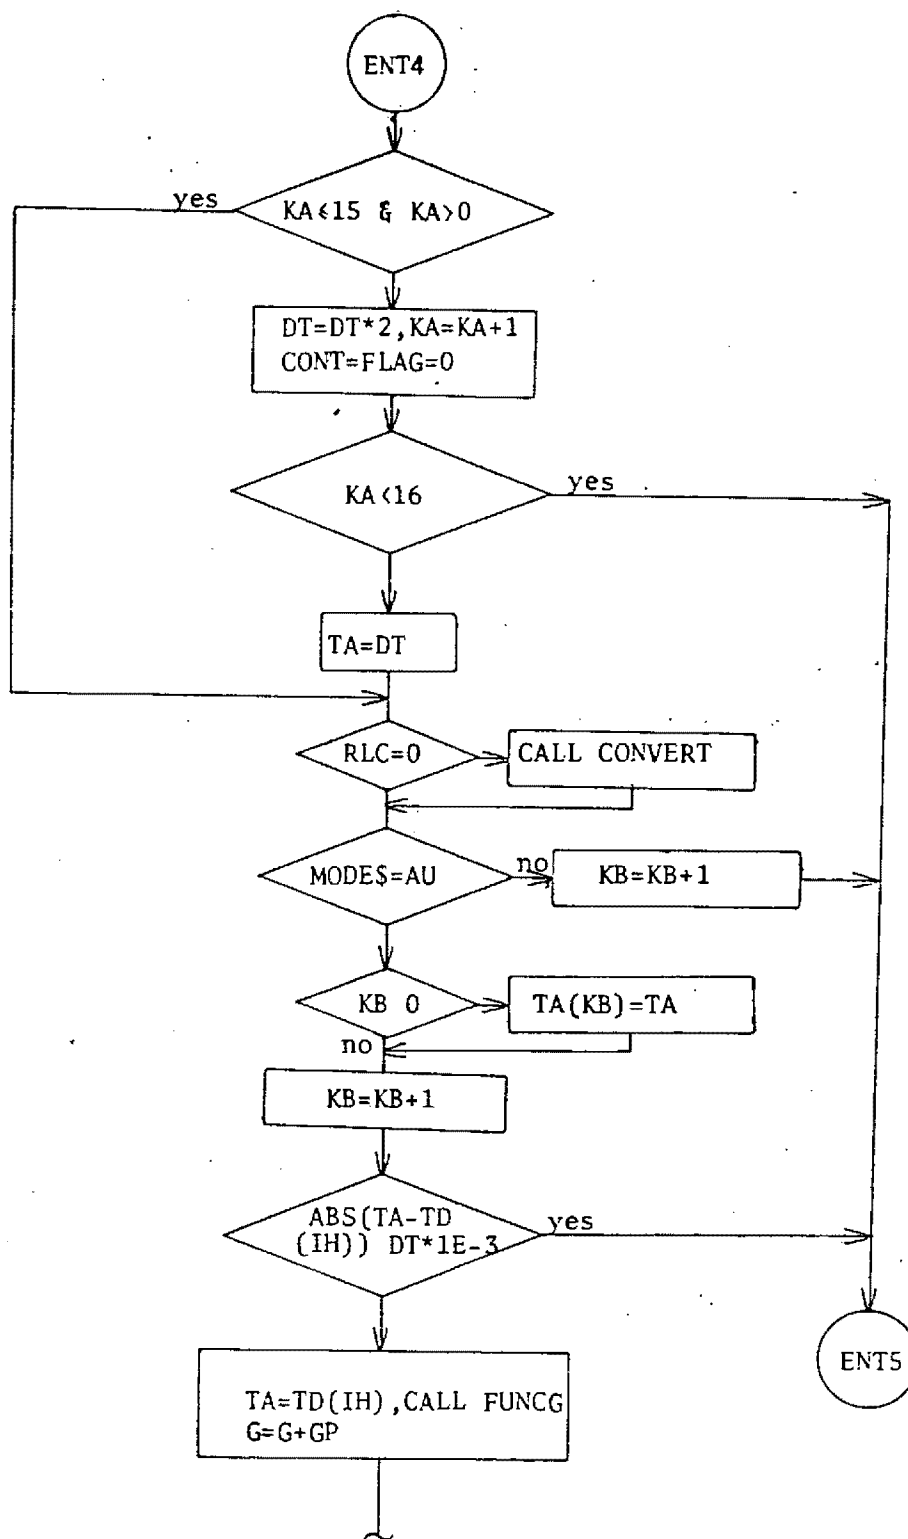 ENT4
yes
KA≤15 & KA>0
DT=DT*2,KA=KA+1
CONT=FLAG=0
KA<16
yes
TA=DT
RLC=0
CALL CONVERT
MODE$=AU
no
KB=KB+1
KB 0
TA(KB)=TA
no
KB=KB+1
ABS(TA-TD
(IH)) DT*1E-3
yes
ENT5
TA=TD(IH),CALL FUNCG
G=G+GP